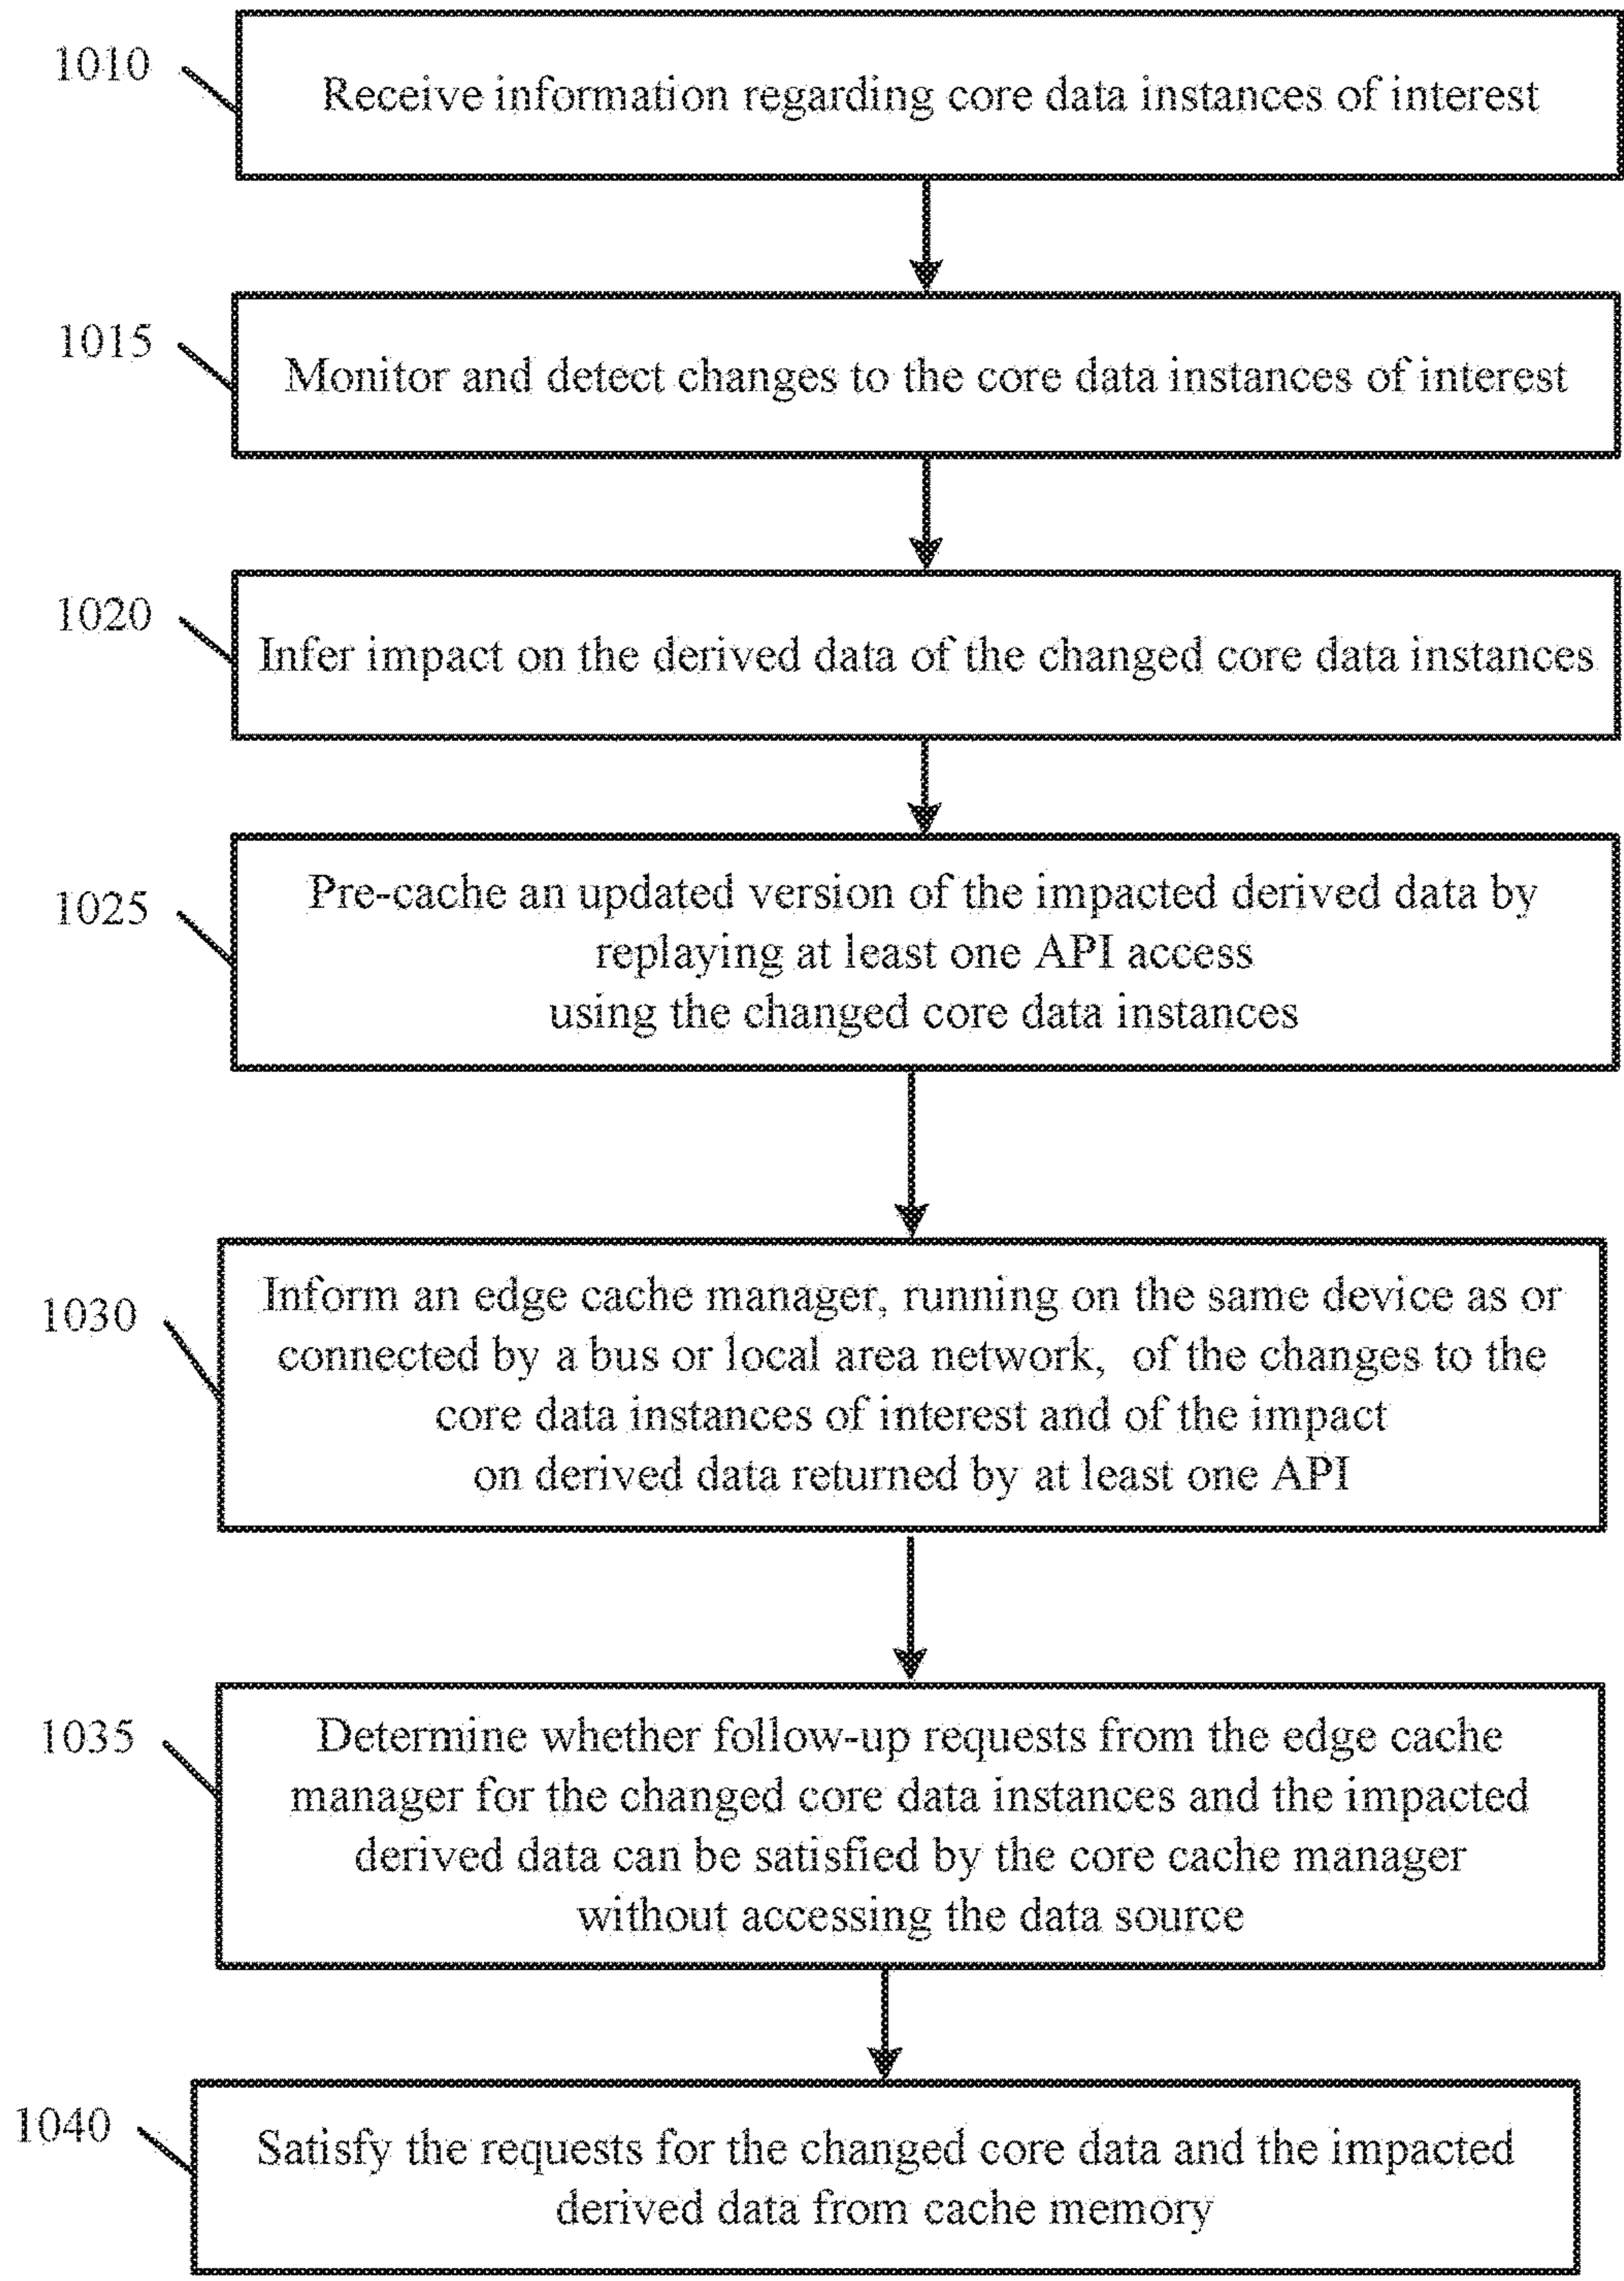 1010
Receive information regarding core data instances of interest
1015
Monitor and detect changes to the core data instances of interest
1020
Infer impact on the derived data of the changed core data instances
1025
Pre-cache an updated version of the impacted derived data by
replaying at least one API access
using the changed core data instances
1030
Inform an edge cache manager, running on the same device as or
connected by a bus or local area network, of the changes to the
core data instances of interest and of the impact
on derived data returned by at least one API
1035
Determine whether follow-up requests from the edge cache
manager for the changed core data instances and the impacted
derived data can be satisfied by the core cache manager
without accessing the data source
1040
Satisfy the requests for the changed core data and the impacted
derived data from cache memory